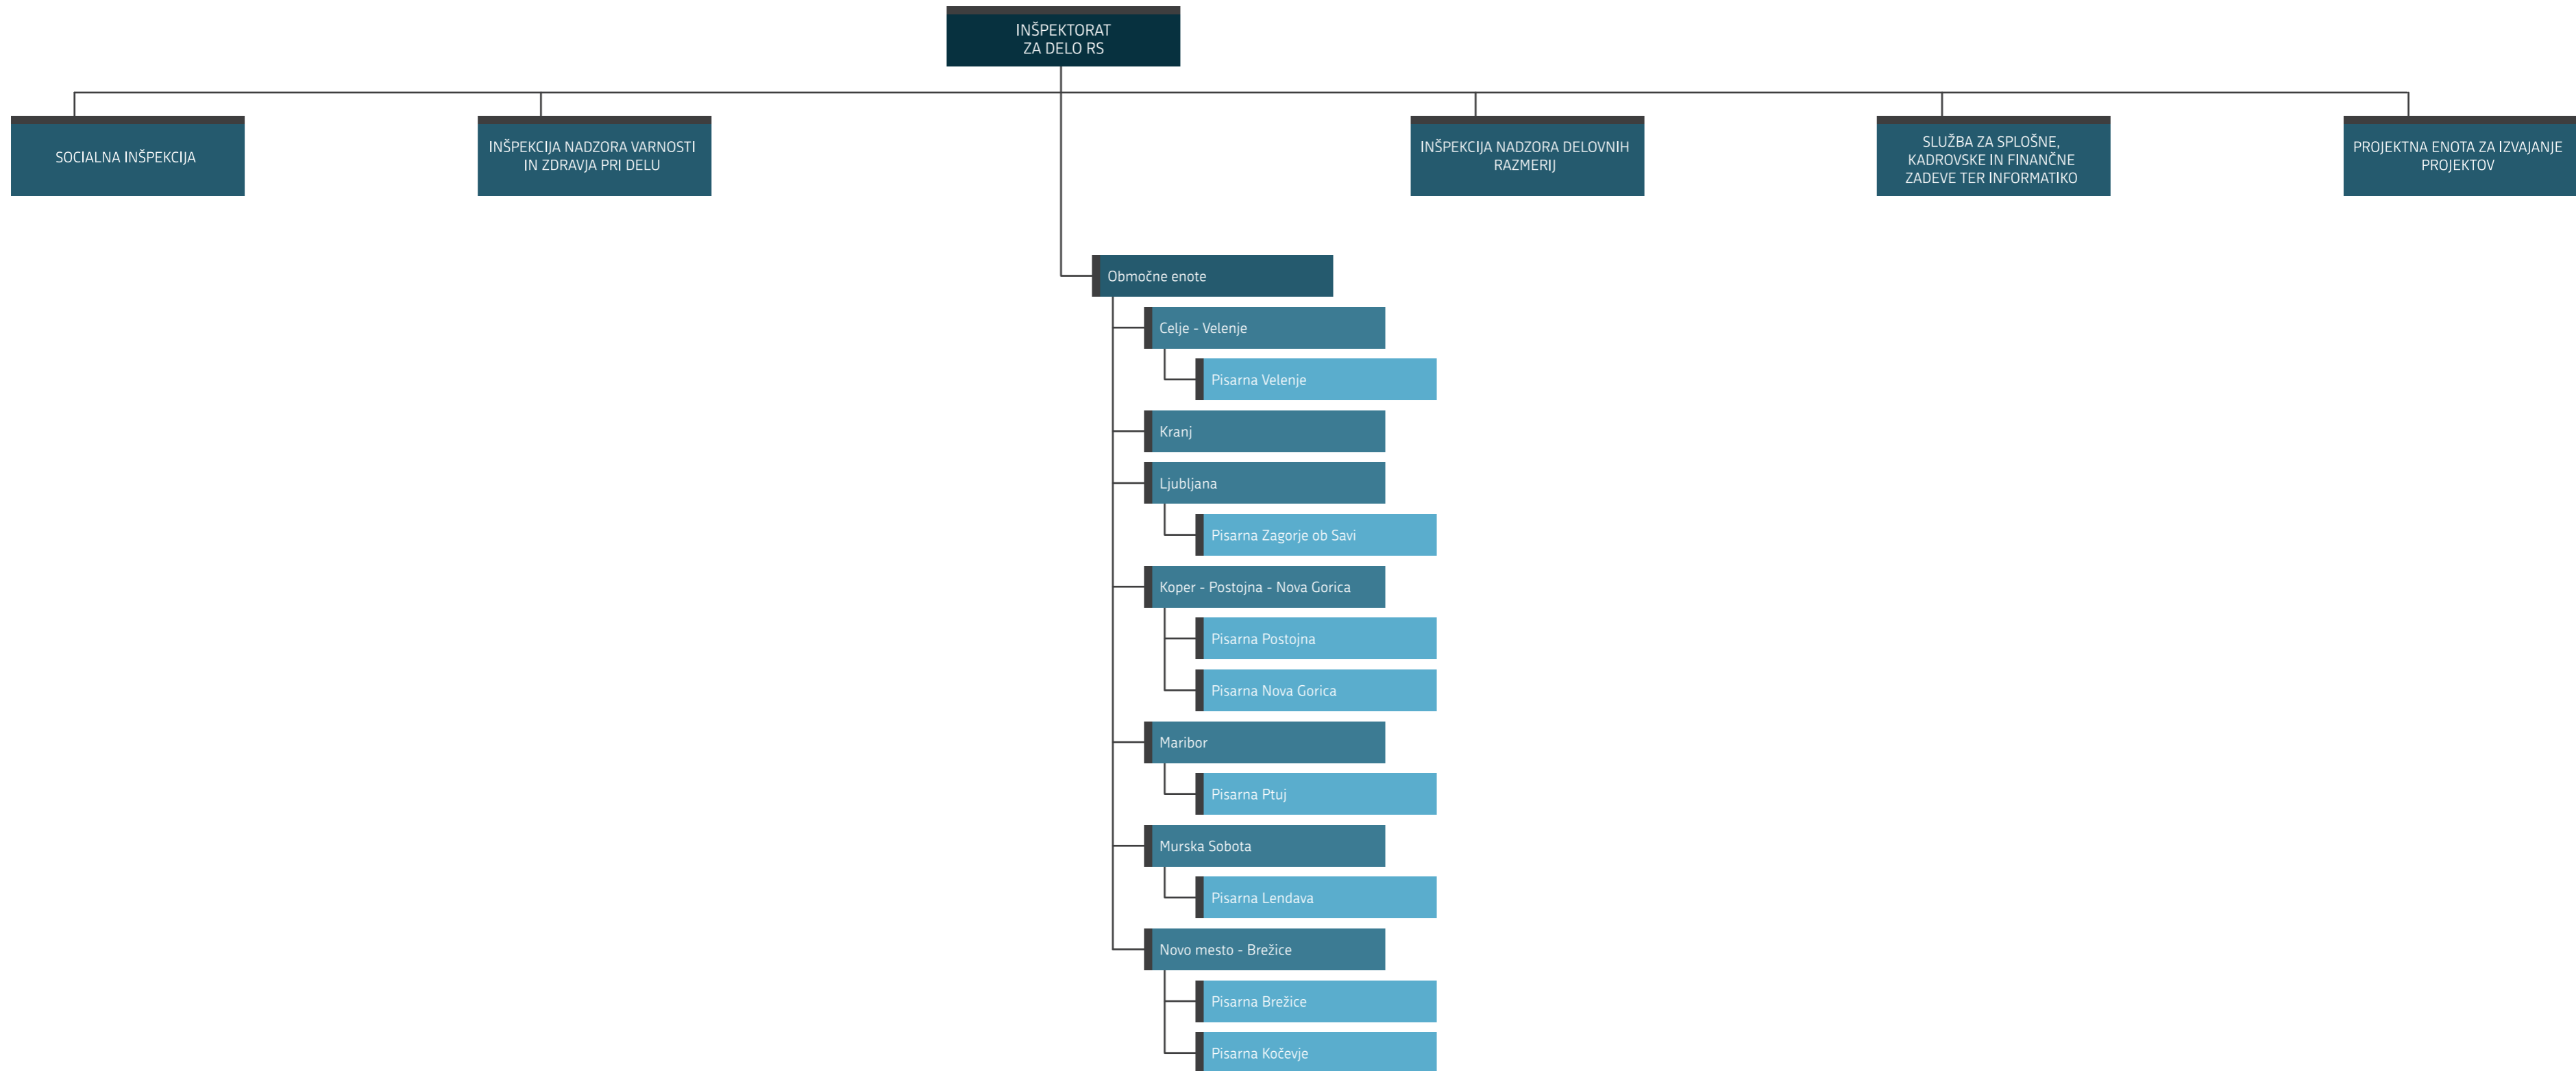 INŠPEKTORAT
ZA DELO RS
SOCIALNA INŠPEKCIJA
INŠPEKCIJA NADZORA VARNOSTI
IN ZDRAVJA PRI DELU
INŠPEKCIJA NADZORA DELOVNIH
RAZMERIJ
SLUŽBA ZA SPLOŠNE,
KADROVSKE IN FINANČNE
ZADEVE TER INFORMATIKO
PROJEKTNA ENOTA ZA IZVAJANJE
PROJEKTOV
Območne enote
Celje - Velenje
Pisarna Velenje
Kranj
Ljubljana
Pisarna Zagorje ob Savi
Koper - Postojna - Nova Gorica
Pisarna Postojna
Pisarna Nova Gorica
Maribor
Pisarna Ptuj
Murska Sobota
Pisarna Lendava
Novo mesto - Brežice
Pisarna Brežice
Pisarna Kočevje